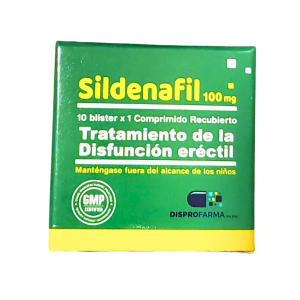 Sildenafil 100 mg
10 blister x 1 Comprimido Recubierto
Tratamiento de la
Disfunción eréctil
Manténgase fuera del alcance de los niños
GMP
CERTIFIED
DISPROFARMA